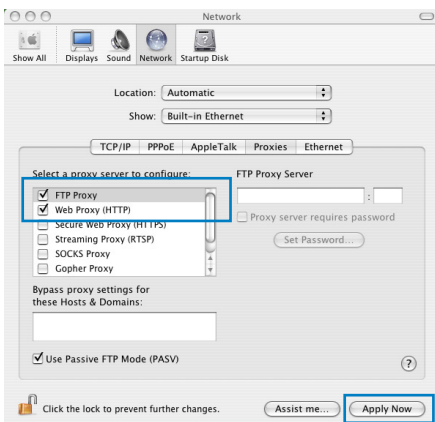 Network
Show All Displays Sound Network Startup Disk
Location: Automatic
Show: Built-in Ethernet
TCP/IP PPPoE AppleTalk Proxies Ethernet
Select a proxy server to configure: FTP Proxy Server
FTP Proxy
:
Web Proxy (HTTP)
Proxy server requires password
Secure Web Proxy (HTTPS)
Streaming Proxy (RTSP)
Set Password...
SOCKS Proxy
Gopher Proxy
Bypass proxy settings for
these Hosts & Domains:
Use Passive FTP Mode (PASV)
?
Click the lock to prevent further changes. Assist me... Apply Now